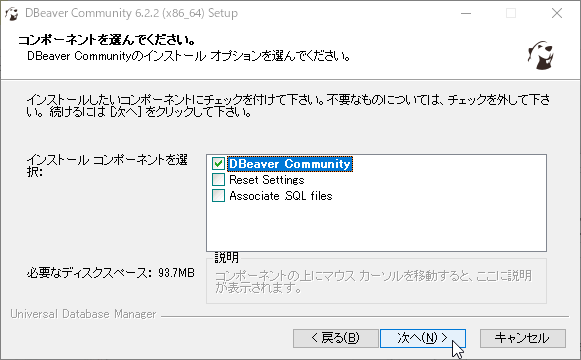 DBeaver Community 6.2.2 (x86_64) Setup
コンポーネントを選んでください。
DBeaver Communityのインストール オプションを選んでください。
インストールしたいコンポーネントにチェックを付けて下さい。不要なものについては、チェックを外して下さ
い。 続けるには [次へ] をクリックして下さい。
インストール コンポーネントを選
択:
DBeaver Community
Reset Settings
Associate .SQL files
必要なディスクスペース: 93.7MB
説明
コンポーネントの上にマウス カーソルを移動すると、ここに説明
が表示されます。
Universal Database Manager
< 戻る(B)
次へ(N) >
キャンセル